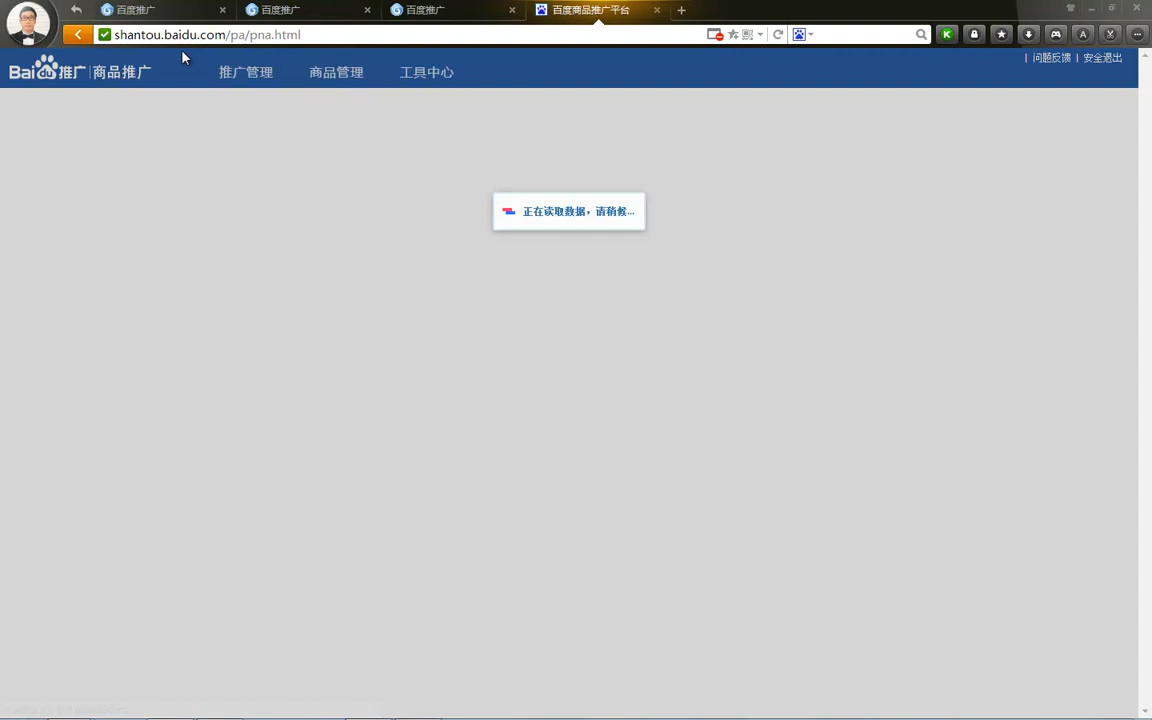 百度推广
百度推广
百度推广
百度商品推广平台
shantou.baidu.com/pa/pna.html
Baidu推广 | 商品推广
推广管理
商品管理
工具中心
| 问题反馈 | 安全退出
正在读取数据，请稍候...